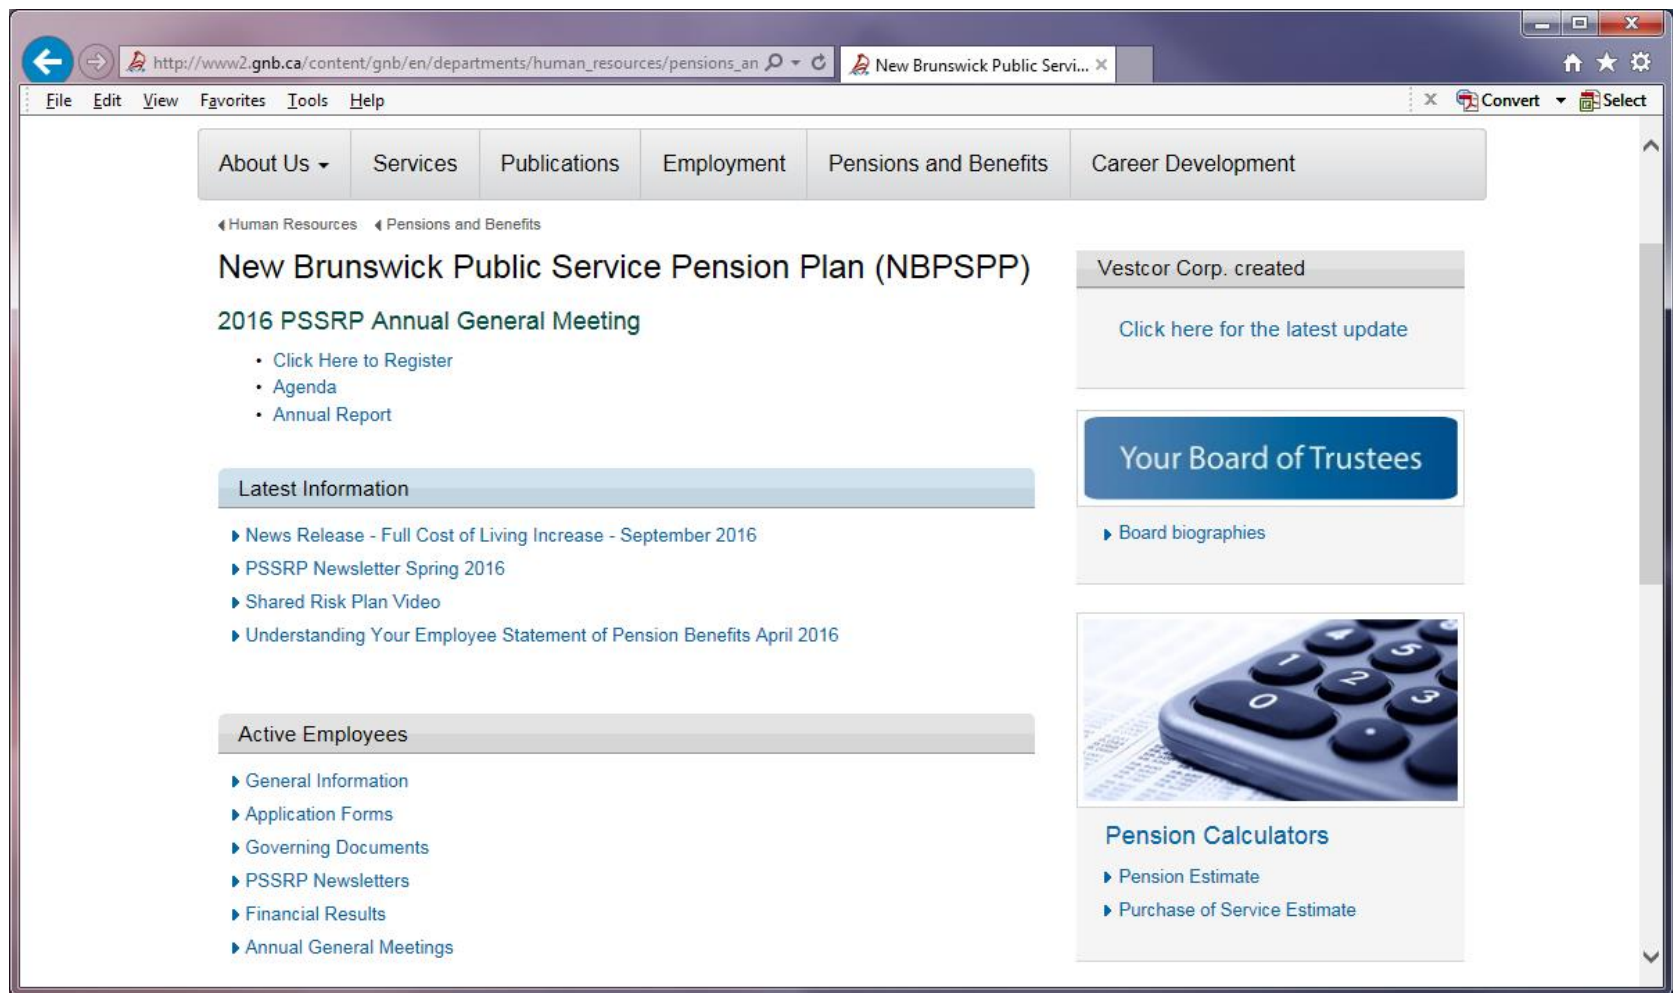 http://www2.gnb.ca/content/gnb/en/departments/human_resources/pensions_an
New Brunswick Public Servi...
File Edit View Favorites Tools Help
Convert Select
About Us Services Publications Employment Pensions and Benefits Career Development
Human Resources Pensions and Benefits
New Brunswick Public Service Pension Plan (NBPSPP)
2016 PSSRP Annual General Meeting
• Click Here to Register
• Agenda
• Annual Report
Latest Information
News Release - Full Cost of Living Increase - September 2016
PSSRP Newsletter Spring 2016
Shared Risk Plan Video
Understanding Your Employee Statement of Pension Benefits April 2016
Active Employees
General Information
Application Forms
Governing Documents
PSSRP Newsletters
Financial Results
Annual General Meetings
Vestcor Corp. created
Click here for the latest update
Your Board of Trustees
Board biographies
4 5 1 2 3 0
Pension Calculators
Pension Estimate
Purchase of Service Estimate